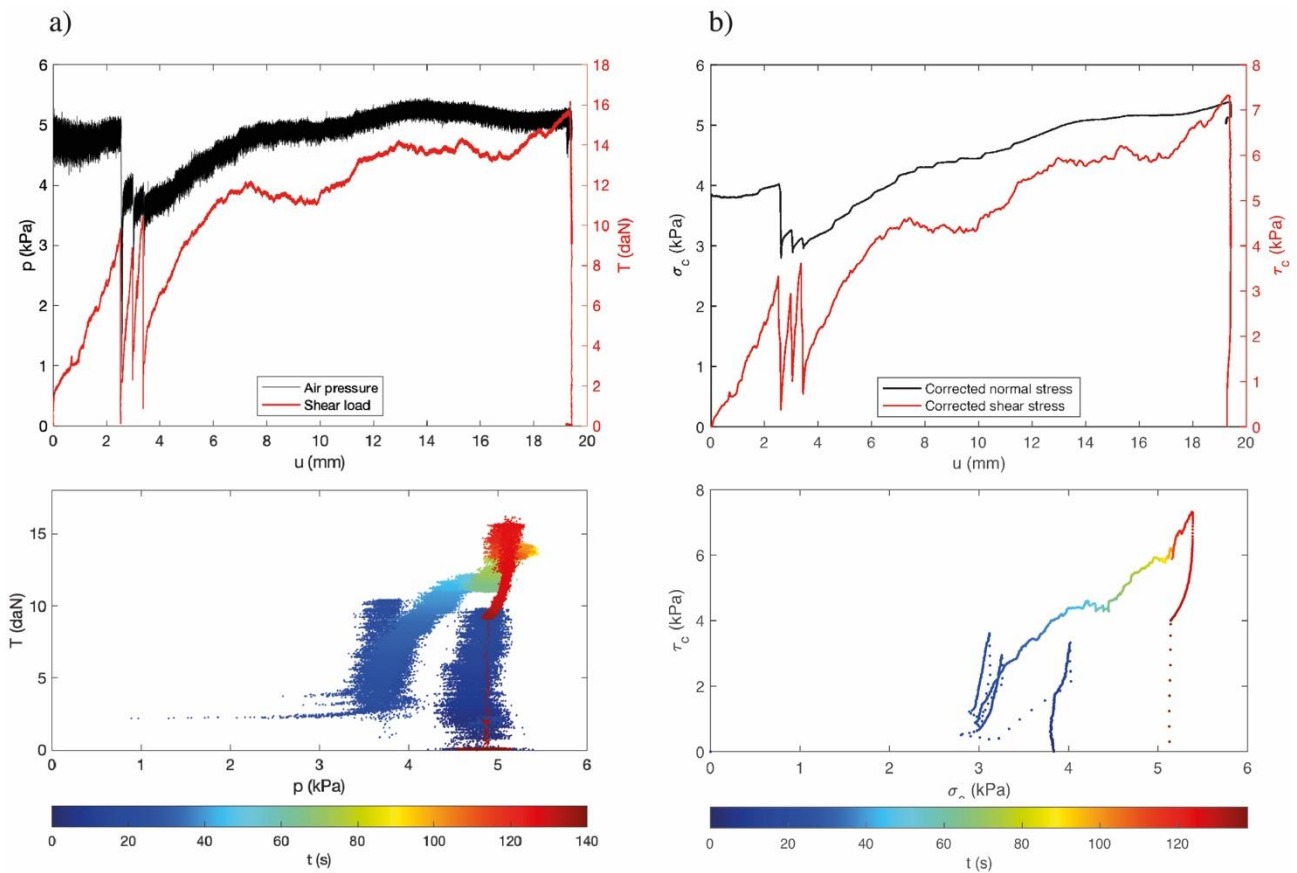 a)
b)
6
5
4
3
2
1
0
p (kPa)
18
16
14
12
10
8
6
4
2
0
T (daN)
Air pressure
Shear load
0 2 4 6 8 10 12 14 16 18 20
u (mm)
6
5
4
3
2
1
0
σc (kPa)
8
7
6
5
4
3
2
1
0
τc (kPa)
Corrected normal stress
Corrected shear stress
0 2 4 6 8 10 12 14 16 18 20
u (mm)
15
10
5
0
T (daN)
0 1 2 3 4 5 6
p (kPa)
0 20 40 60 80 100 120 140
t (s)
8
6
4
2
0
τc (kPa)
0 1 2 3 4 5 6
σc (kPa)
0 20 40 60 80 100 120
t (s)